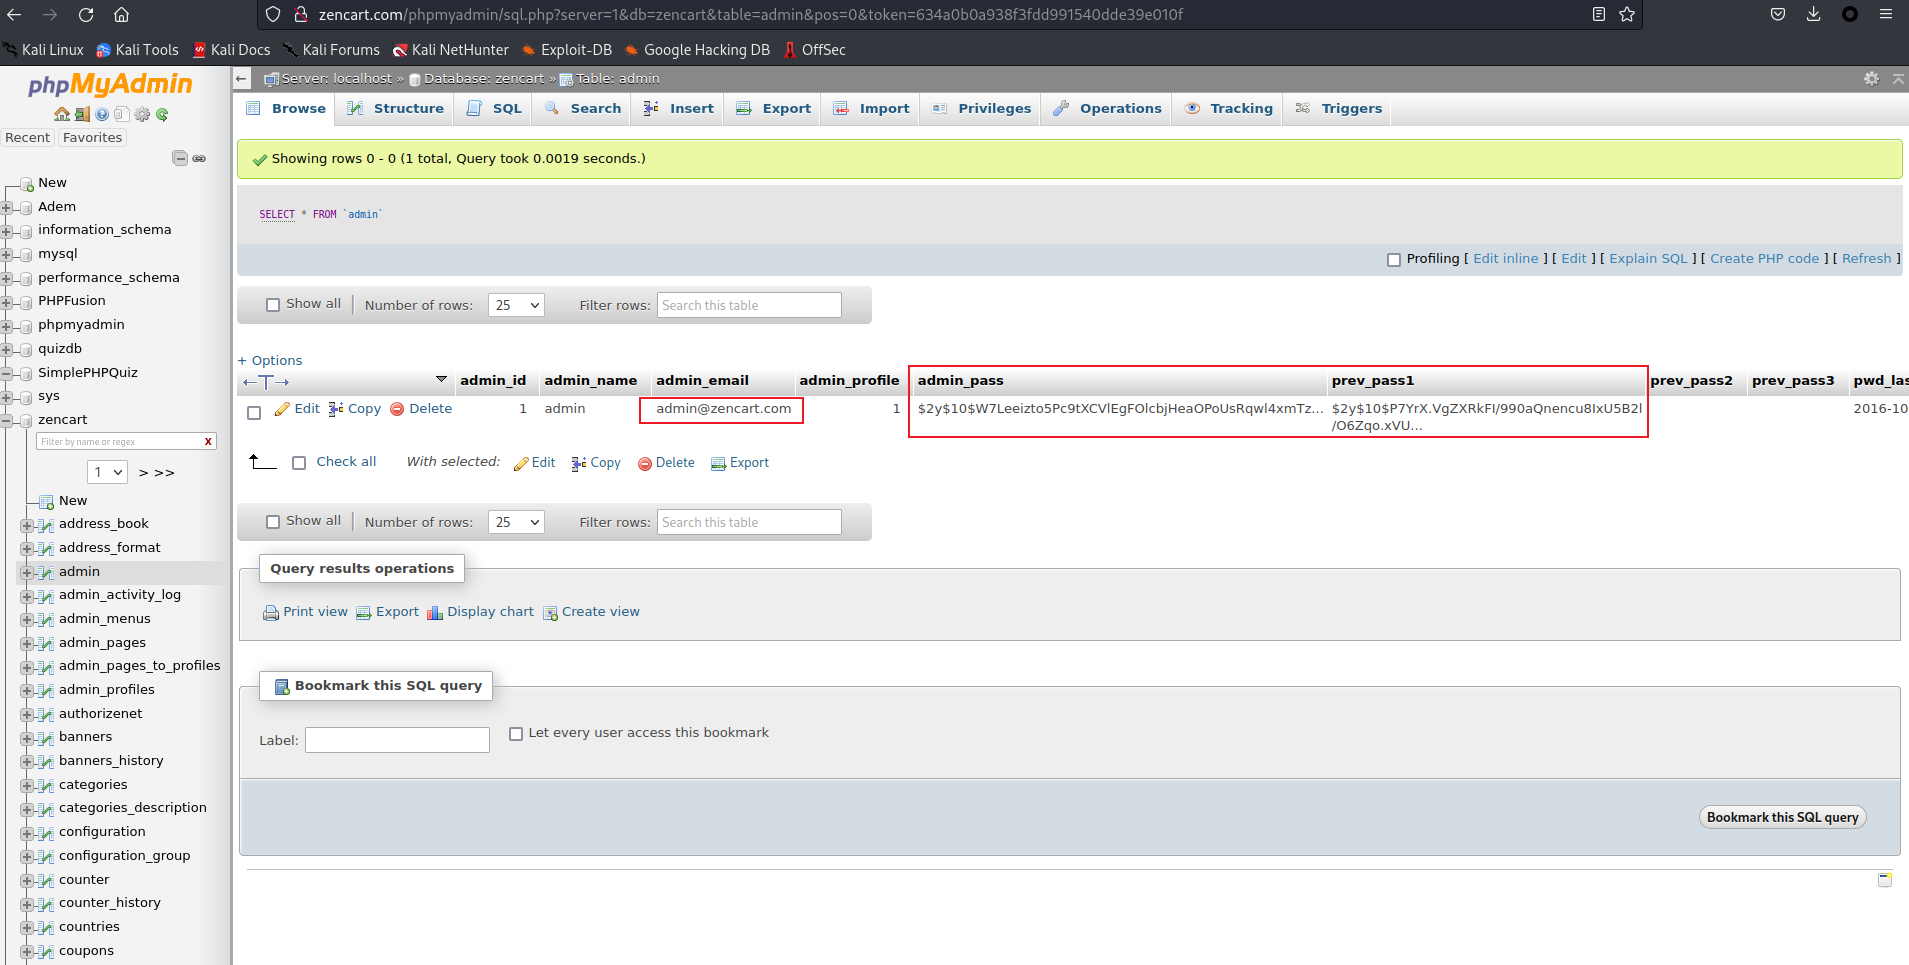 zencart.com/phpmyadmin/sql.php?server=1&db=zencart&table=admin&pos=0&token=634a0b0a938f3fdd991540dde39e010f
Kali Linux Kali Tools Kali Docs Kali Forums Kali NetHunter Exploit-DB Google Hacking DB OffSec
phpMyAdmin
Recent Favorites
New
Adem
information_schema
mysql
performance_schema
PHPFusion
phpmyadmin
quizdb
SimplePHPQuiz
sys
zencart
Filter by name or regex X
1 > >>
New
address_book
address_format
admin
admin_activity_log
admin_menus
admin_pages
admin_pages_to_profiles
admin_profiles
authorizenet
banners
banners_history
categories
categories_description
configuration
configuration_group
counter
counter_history
countries
coupons
Server: localhost » Database: zencart » Table: admin
Browse Structure SQL Search Insert Export Import Privileges Operations Tracking Triggers
Showing rows 0 - 0 (1 total, Query took 0.0019 seconds.)
SELECT * FROM `admin`
Profiling [ Edit inline ] [ Edit ] [ Explain SQL ] [ Create PHP code ] [ Refresh ]
Show all Number of rows: 25 Filter rows: Search this table
+ Options
←T→ admin_id admin_name admin_email admin_profile admin_pass prev_pass1 prev_pass2 prev_pass3 pwd_las
Edit Copy Delete 1 admin admin@zencart.com 1 $2y$10$W7Leeizto5Pc9tXCVlEgFOlcbjHeaOPoUsRqwl4xmTz... $2y$10$P7YrX.VgZXRkFI/990aQnencu8IxU5B2l 2016-10
/O6Zqo.xVU...
Check all With selected: Edit Copy Delete Export
Show all Number of rows: 25 Filter rows: Search this table
Query results operations
Print view Export Display chart Create view
Bookmark this SQL query
Label: Let every user access this bookmark
Bookmark this SQL query